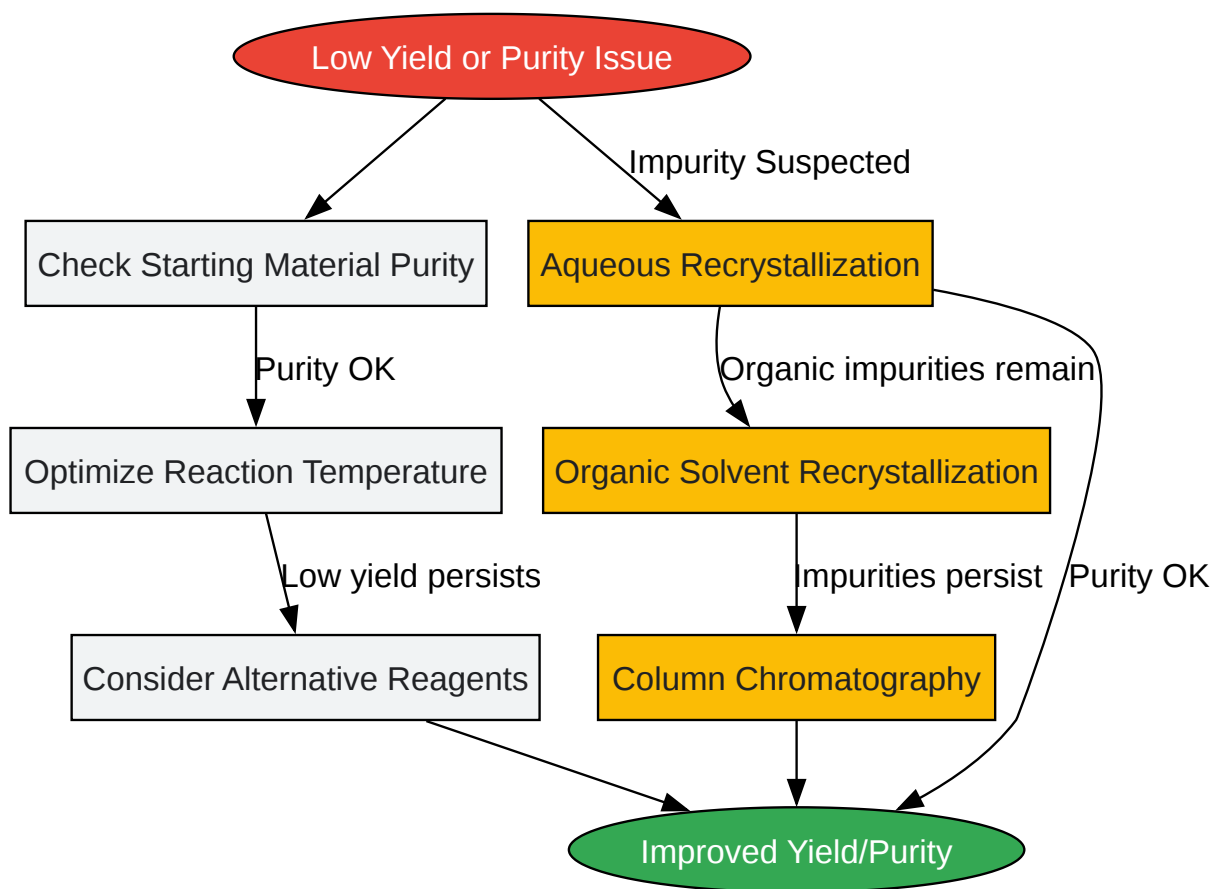 Low Yield or Purity Issue
Impurity Suspected
Check Starting Material Purity
Aqueous Recrystallization
Purity OK
Organic impurities remain
Optimize Reaction Temperature
Organic Solvent Recrystallization
Low yield persists
Impurities persist
Purity OK
Consider Alternative Reagents
Column Chromatography
Improved Yield/Purity